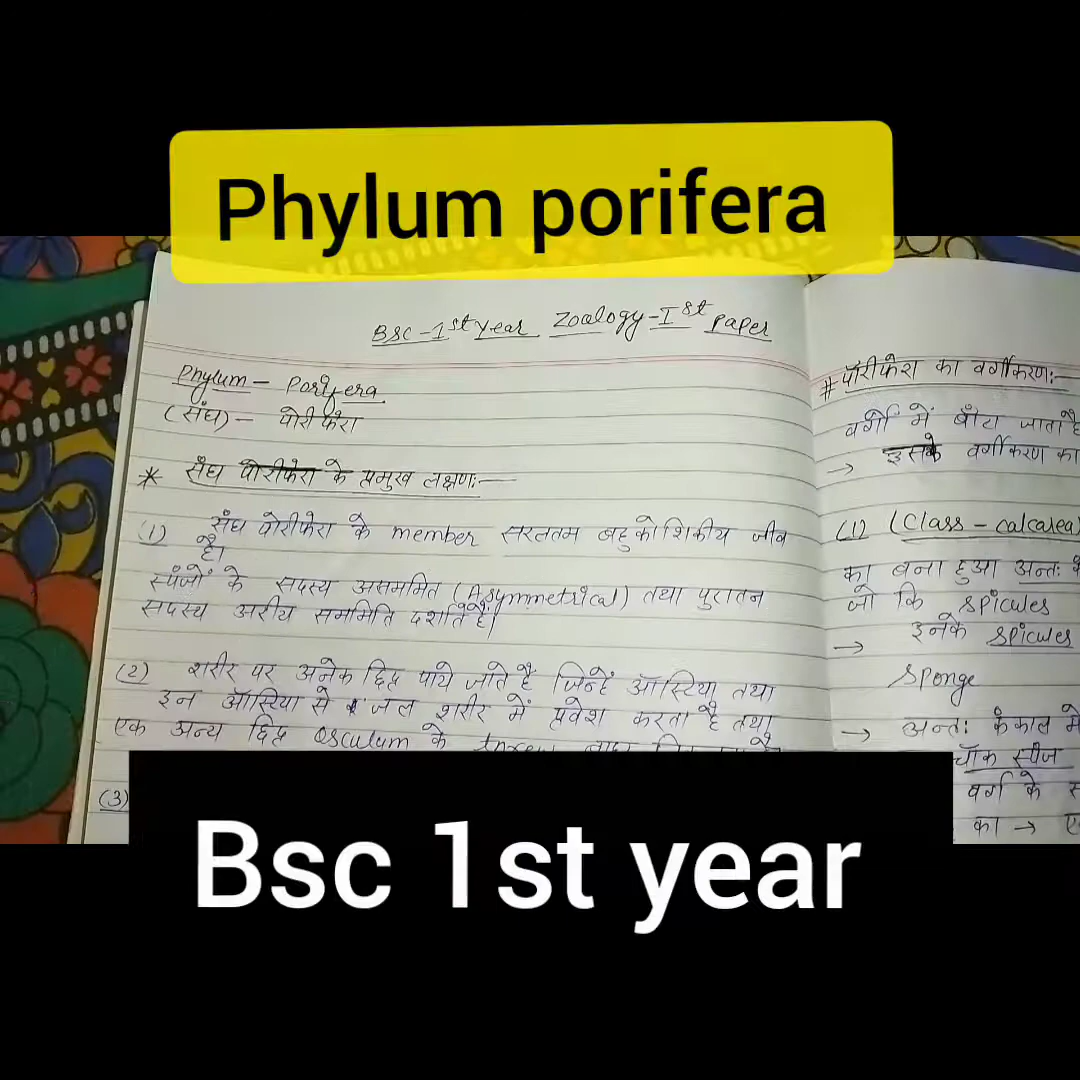 Phylum porifera
BSC-1st year Zoology-Ist Paper
Phylum - Porifera
(संघ) - पोरीफेरा
* संघ पोरीफेरा के प्रमुख लक्षण:-
(1) संघ पोरीफेरा के member सरलतम बहुकोशिकीय जीव
है।
स्पंजों के सदस्य असममित (Asymmetrical) तथा पुरातन
सदस्य अरीय सममिति दर्शाते हैं।
(2) शरीर पर अनेक छिद्र पाये जाते है जिन्हें ऑस्टिया तथा
इन ऑस्टिया से जल शरीर में प्रवेश करता है तथा
एक अन्य छिद्र osculum के
(3)
# पॉरीफेरा का वर्गीकरण:-
वर्गों में बाँटा जाता है
→ इसके वर्गीकरण का
(1) (Class - calcarea)
का बना हुआ अन्तः
जो कि spicules
→ इनके spicules
Sponge
→ अन्तः कंकाल मे
चॉक स्पंज
वर्ग के
का →
Bsc 1st year